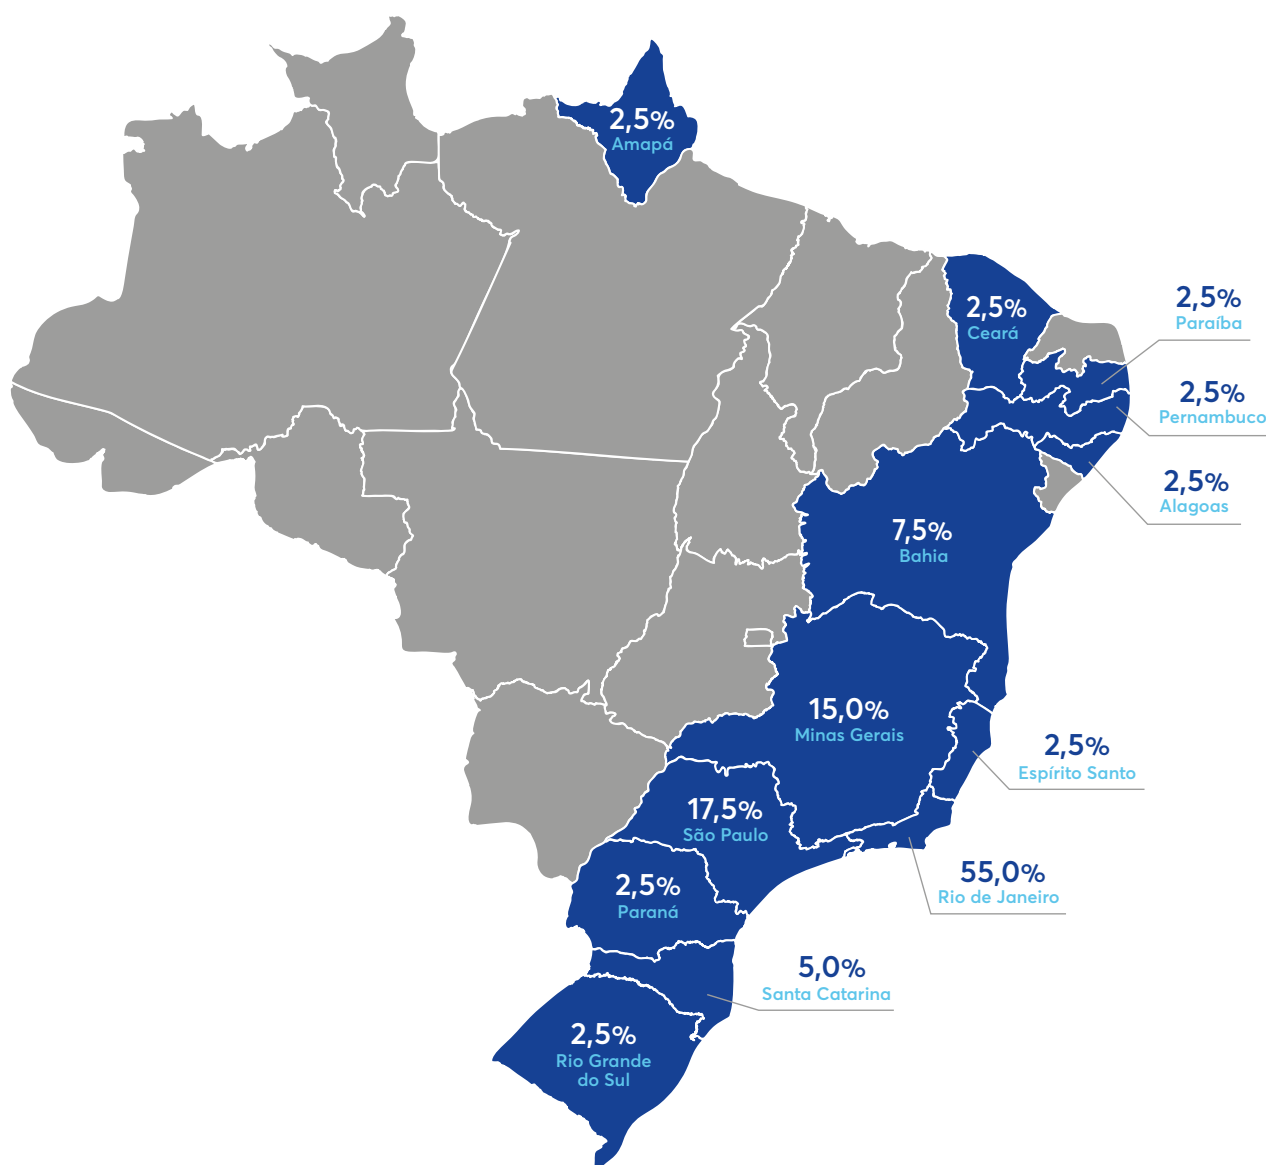 2,5%
Amapá
2,5%
Ceará
2,5%
Paraíba
2,5%
Pernambuco
2,5%
Alagoas
7,5%
Bahia
15,0%
Minas Gerais
2,5%
Espírito Santo
17,5%
São Paulo
55,0%
Rio de Janeiro
2,5%
Paraná
5,0%
Santa Catarina
2,5%
Rio Grande
do Sul